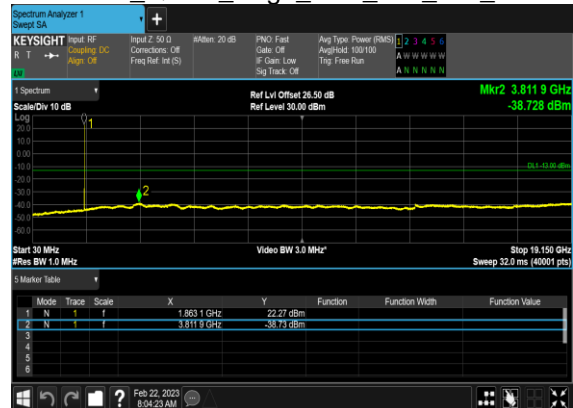 Spectrum Analyzer 1
Swept SA
+
KEYSIGHT Input: RF Input Z: 50 Ω #Atten: 20 dB PNO: Fast Avg Type: Power (RMS) 1 2 3 4 5 6
R T Coupling: DC Corrections: Off Gate: Off Avg|Hold: 100/100 A W W W W W
Align: Off Freq Ref: Int (S) IF Gain: Low Trig: Free Run
Sig Track: Off A N N N N N
LW
1 Spectrum Ref Lvl Offset 26.50 dB Mkr2 3.811 9 GHz
Scale/Div 10 dB Ref Level 30.00 dBm -38.728 dBm
Log
20.0
10.0
0.00
-10.0
-20.0
-30.0
-40.0
-50.0
-60.0
1
DL1 -13.00 dBm
2
Start 30 MHz Video BW 3.0 MHz* Stop 19.150 GHz
#Res BW 1.0 MHz Sweep 32.0 ms (40001 pts)
5 Marker Table
Mode Trace Scale X Y Function Function Width Function Value
1 N 1 f 1.863 1 GHz 22.27 dBm
2 N 1 f 3.811 9 GHz -38.73 dBm
3
4
5
6
? Feb 22, 2023
8:04:23 AM